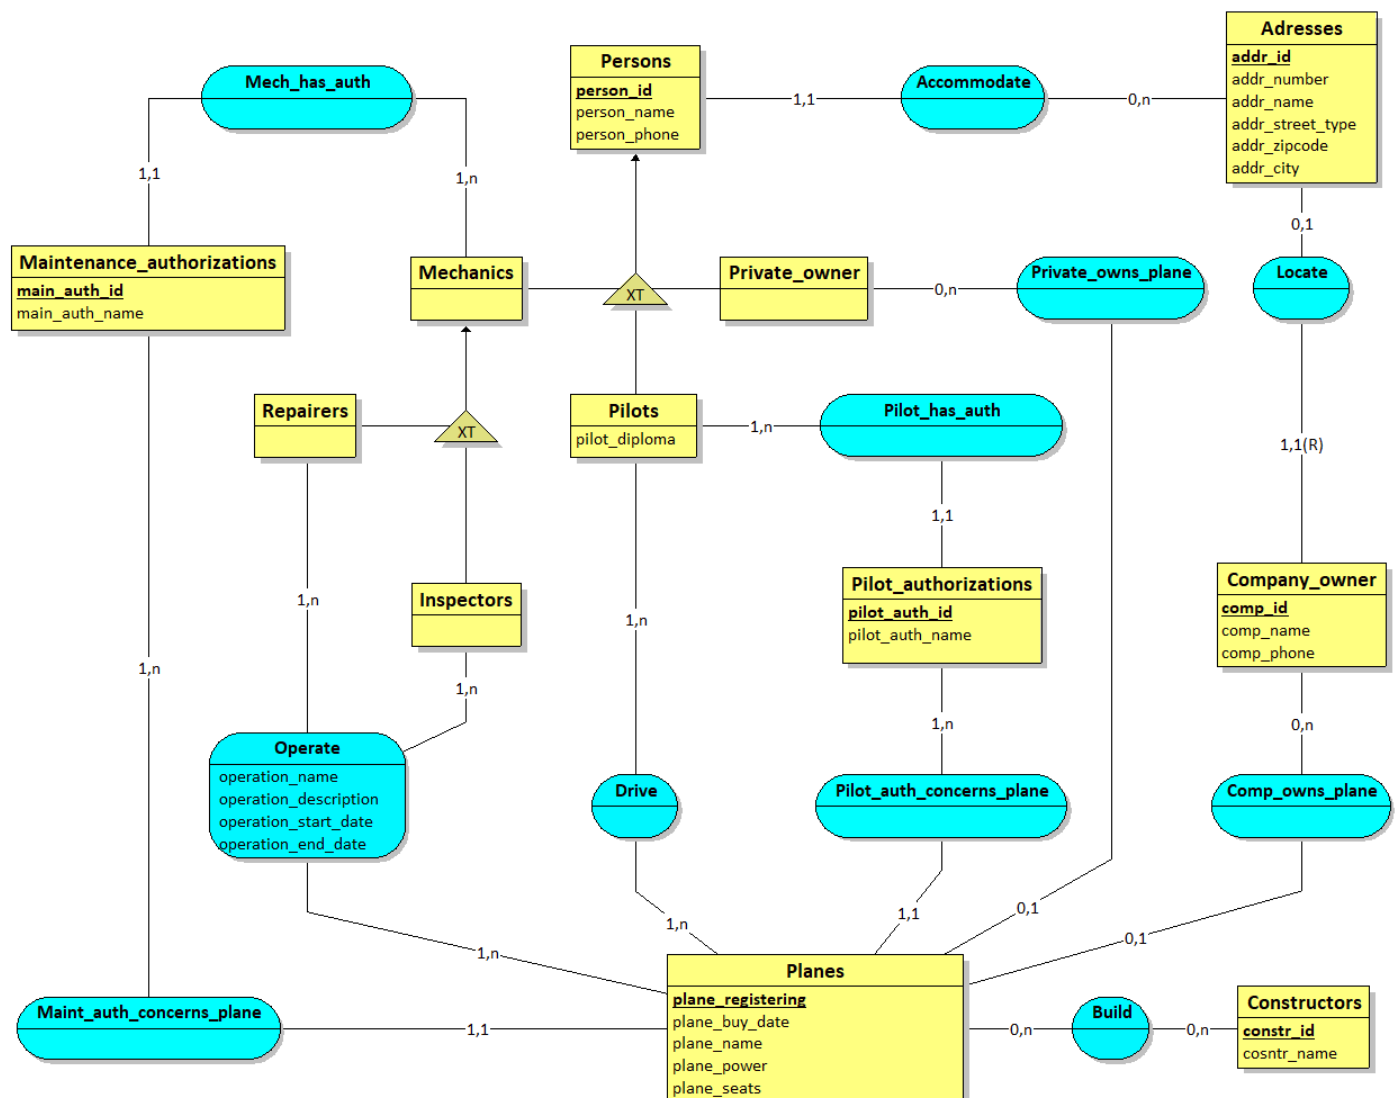 Adresses
addr_id
addr_number
addr_name
addr_street_type
addr_zipcode
addr_city
Persons
person_id
person_name
person_phone
Mech_has_auth
Accommodate
1,1
0,n
1,1
1,n
0,1
Maintenance_authorizations
main_auth_id
main_auth_name
Mechanics
XT
Private_owner
0,n
Private_owns_plane
Locate
Repairers
XT
Pilots
pilot_diploma
1,n
Pilot_has_auth
1,1(R)
1,1
Pilot_authorizations
pilot_auth_id
pilot_auth_name
Company_owner
comp_id
comp_name
comp_phone
Inspectors
1,n
1,n
1,n
1,n
1,n
0,n
Operate
operation_name
operation_description
operation_start_date
operation_end_date
Drive
Pilot_auth_concerns_plane
Comp_owns_plane
1,n
1,1
0,1
0,1
1,n
Planes
plane_registering
plane_buy_date
plane_name
plane_power
plane_seats
Maint_auth_concerns_plane
1,1
0,n
Build
0,n
Constructors
constr_id
cosntr_name